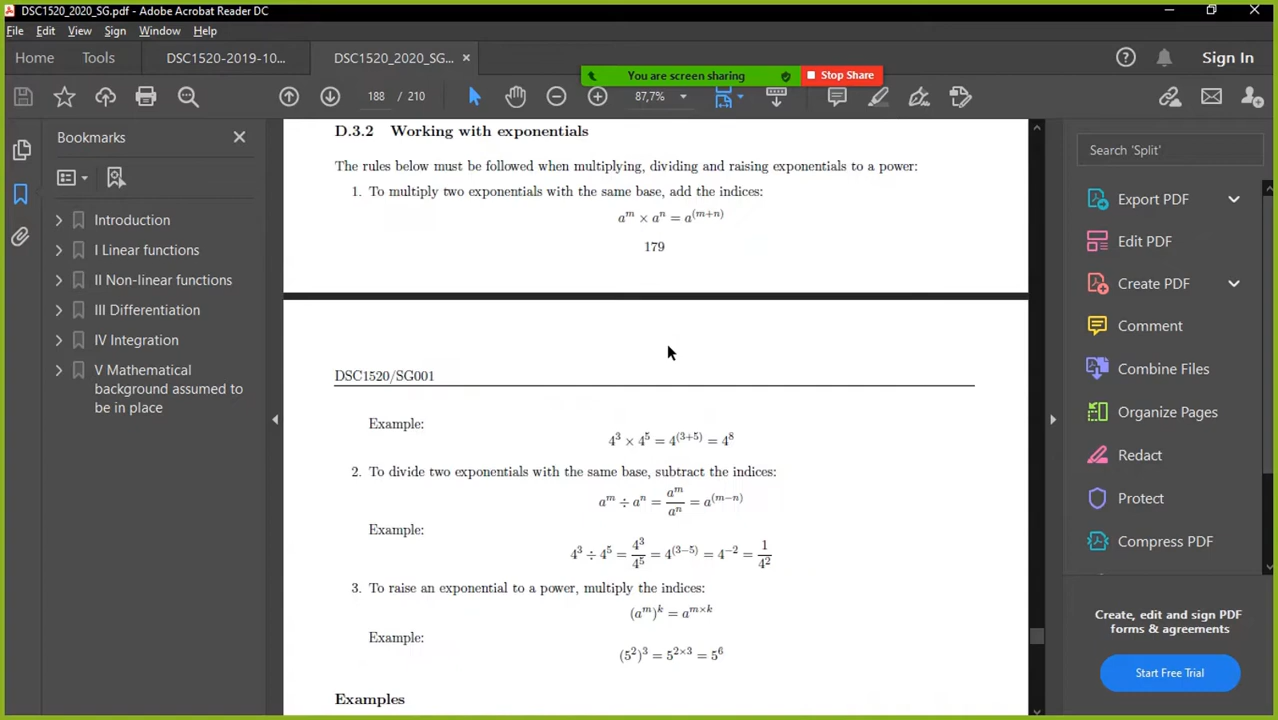 DSC1520_2020_SG.pdf - Adobe Acrobat Reader DC
File Edit View Sign Window Help
Home Tools DSC1520-2019-10... DSC1520_2020_SG... × Sign In
You are screen sharing Stop Share
188 / 210 87,7%
Bookmarks
Introduction
I Linear functions
II Non-linear functions
III Differentiation
IV Integration
V Mathematical
background assumed to
be in place
D.3.2 Working with exponentials
The rules below must be followed when multiplying, dividing and raising exponentials to a power:
1. To multiply two exponentials with the same base, add the indices:
a^m × a^n = a^(m+n)
179
DSC1520/SG001
Example:
4^3 × 4^5 = 4^(3+5) = 4^8
2. To divide two exponentials with the same base, subtract the indices:
a^m ÷ a^n = a^m/a^n = a^(m−n)
Example:
4^3 ÷ 4^5 = 4^3/4^5 = 4^(3−5) = 4^−2 = 1/4^2
3. To raise an exponential to a power, multiply the indices:
(a^m)^k = a^m×k
Example:
(5^2)^3 = 5^2×3 = 5^6
Examples
Search 'Split'
Export PDF
Edit PDF
Create PDF
Comment
Combine Files
Organize Pages
Redact
Protect
Compress PDF
Create, edit and sign PDF
forms & agreements
Start Free Trial